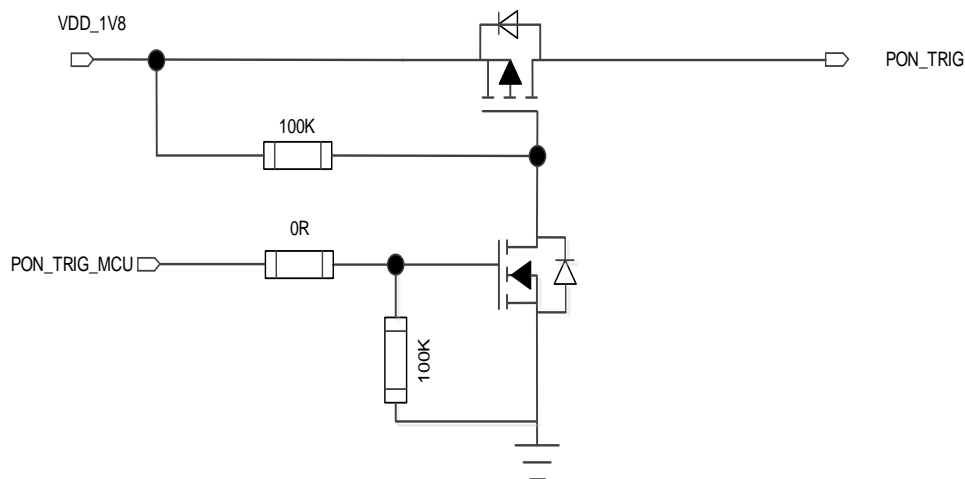 VDD_1V8
PON_TRIG
100K
0R
PON_TRIG_MCU
100K